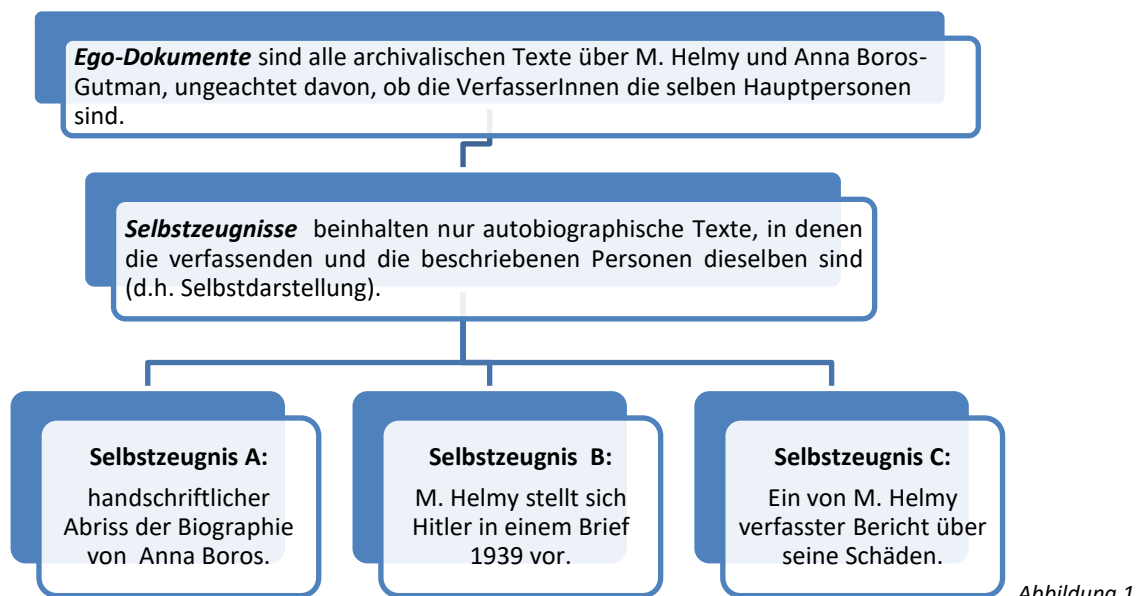 Ego-Dokumente sind alle archivalischen Texte über M. Helmy und Anna Boros-
Gutman, ungeachtet davon, ob die VerfasserInnen die selben Hauptpersonen
sind.
Selbstzeugnisse beinhalten nur autobiographische Texte, in denen
die verfassenden und die beschriebenen Personen dieselben sind
(d.h. Selbstdarstellung).
Selbstzeugnis A:
handschriftlicher
Abriss der Biographie
von Anna Boros.
Selbstzeugnis B:
M. Helmy stellt sich
Hitler in einem Brief
1939 vor.
Selbstzeugnis C:
Ein von M. Helmy
verfasster Bericht über
seine Schäden.
Abbildung 1